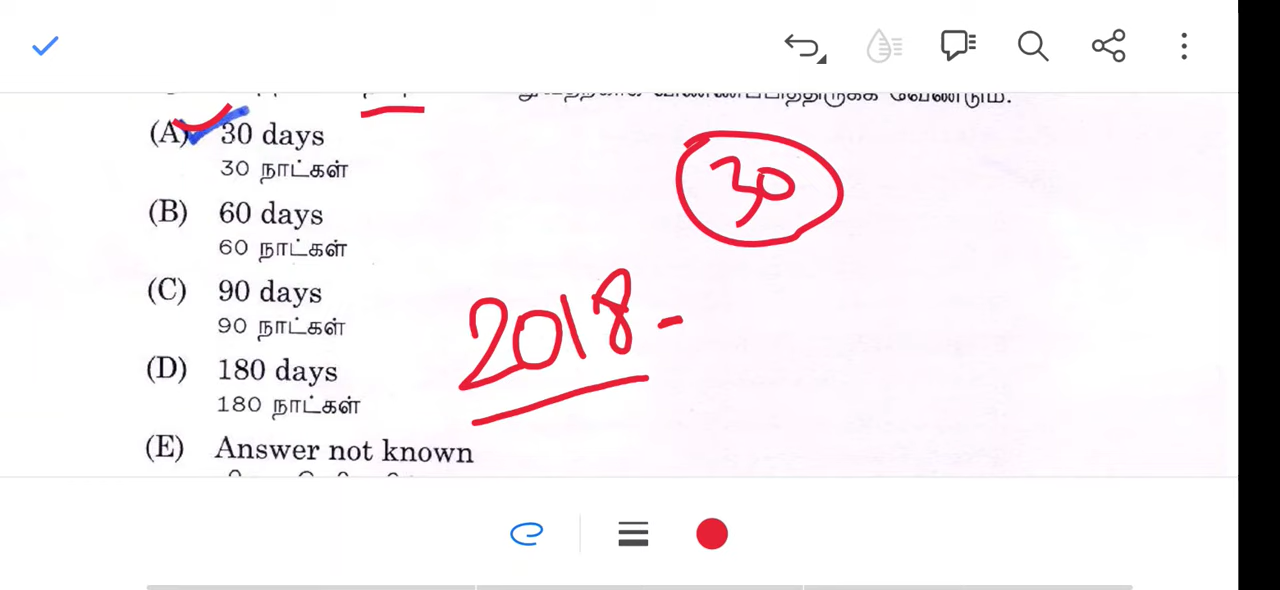 வேண்டும்.
(A) 30 days
30 நாட்கள்
(B) 60 days
60 நாட்கள்
(C) 90 days
90 நாட்கள்
(D) 180 days
180 நாட்கள்
(E) Answer not known
30
2018 -